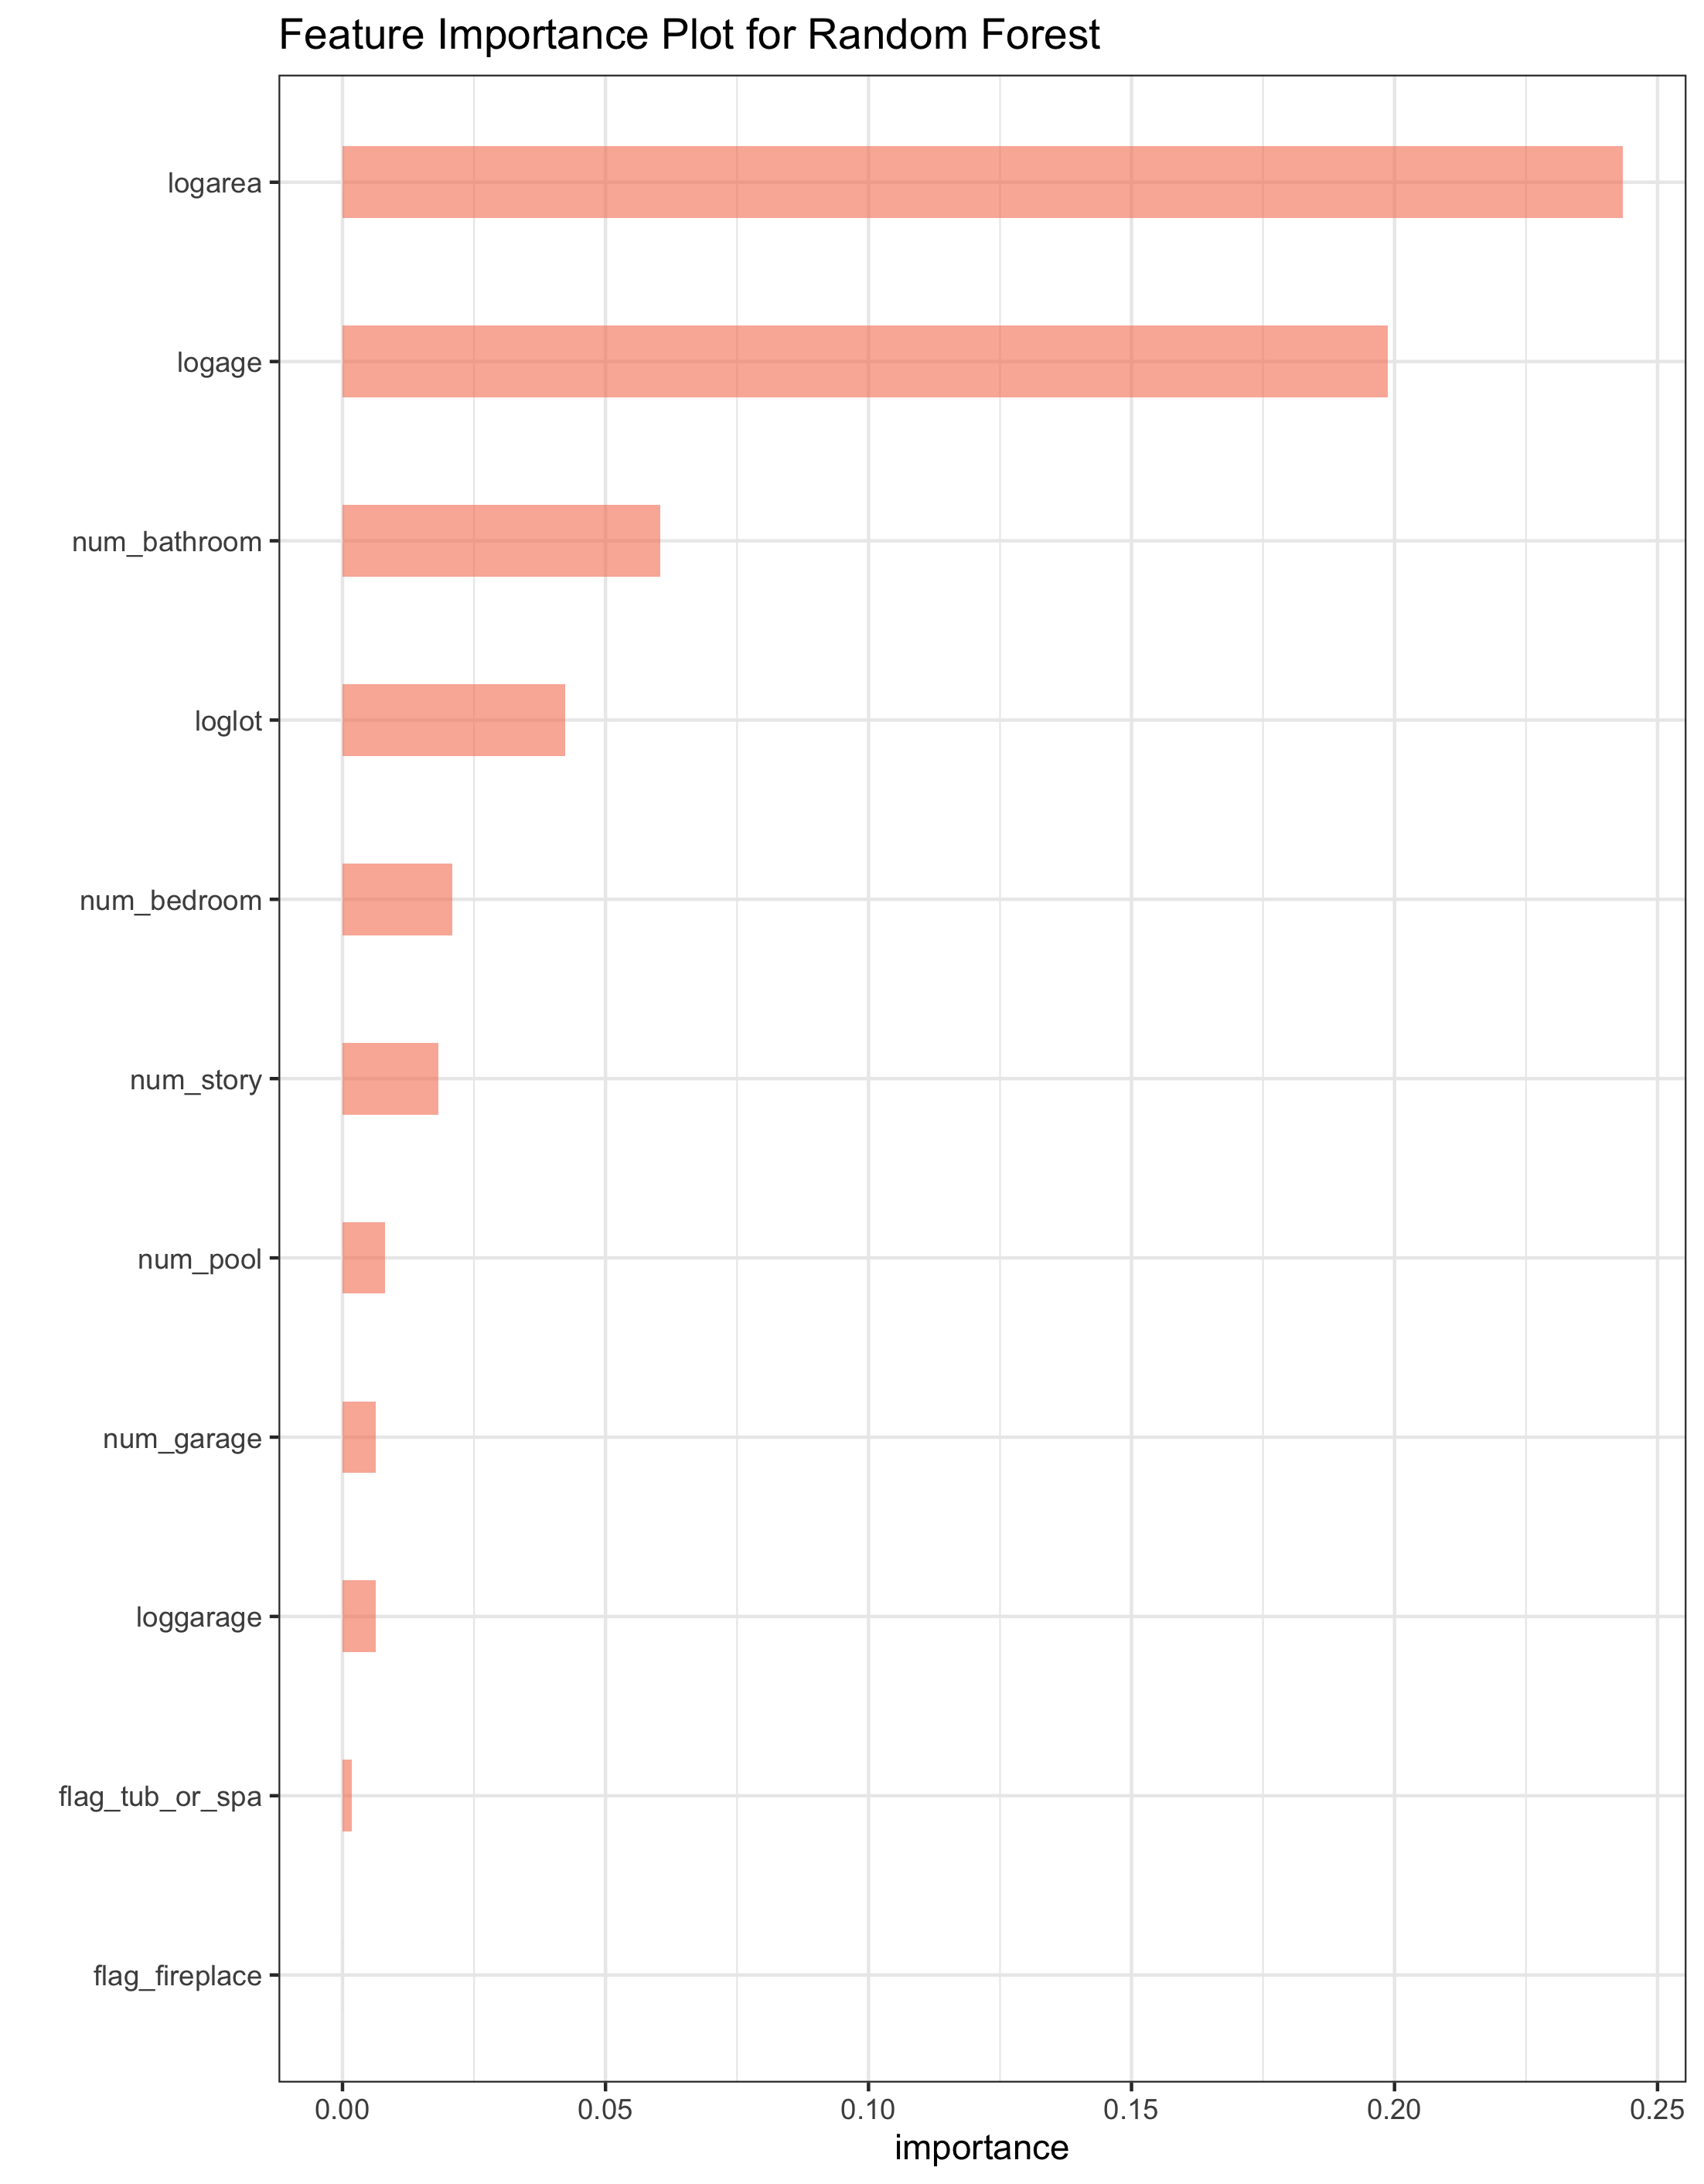 Feature Importance Plot for Random Forest
logarea
logage
num_bathroom
loglot
num_bedroom
num_story
num_pool
num_garage
loggarage
flag_tub_or_spa
flag_fireplace
0.00 0.05 0.10 0.15 0.20 0.25
importance